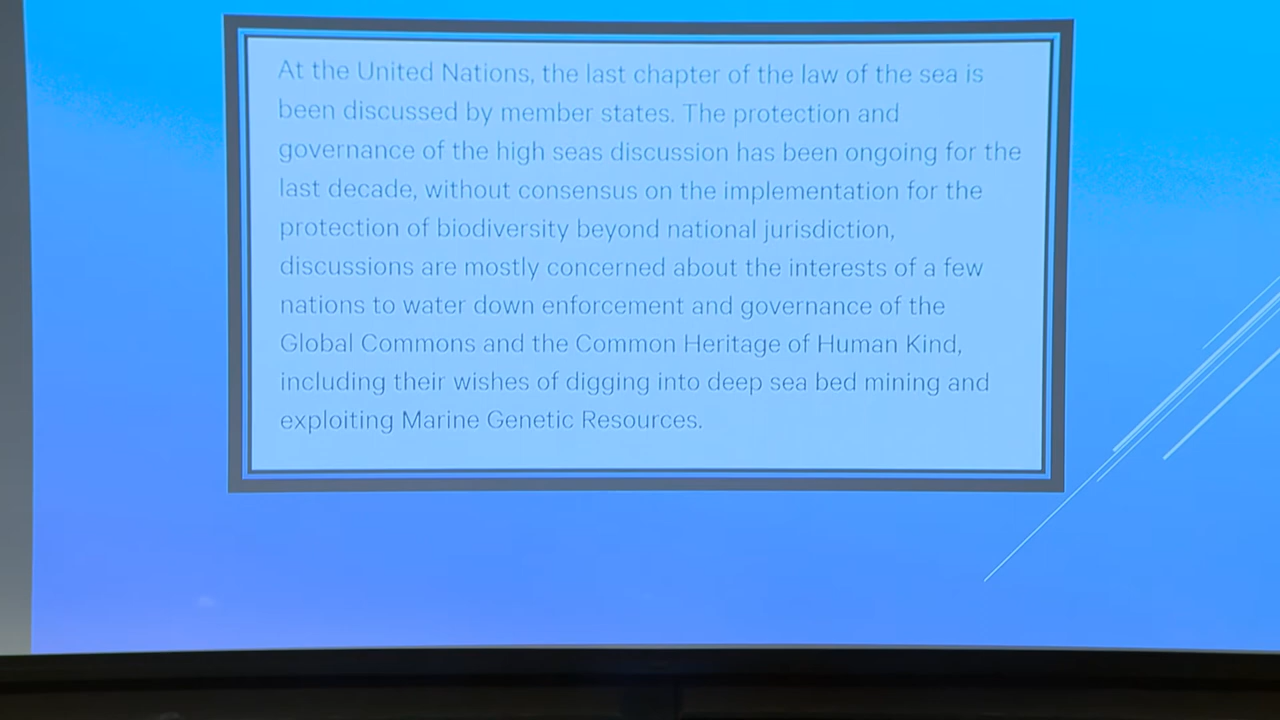 At the United Nations, the last chapter of the law of the sea is
been discussed by member states. The protection and
governance of the high seas discussion has been ongoing for the
last decade, without consensus on the implementation for the
protection of biodiversity beyond national jurisdiction,
discussions are mostly concerned about the interests of a few
nations to water down enforcement and governance of the
Global Commons and the Common Heritage of Human Kind,
including their wishes of digging into deep sea bed mining and
exploiting Marine Genetic Resources.